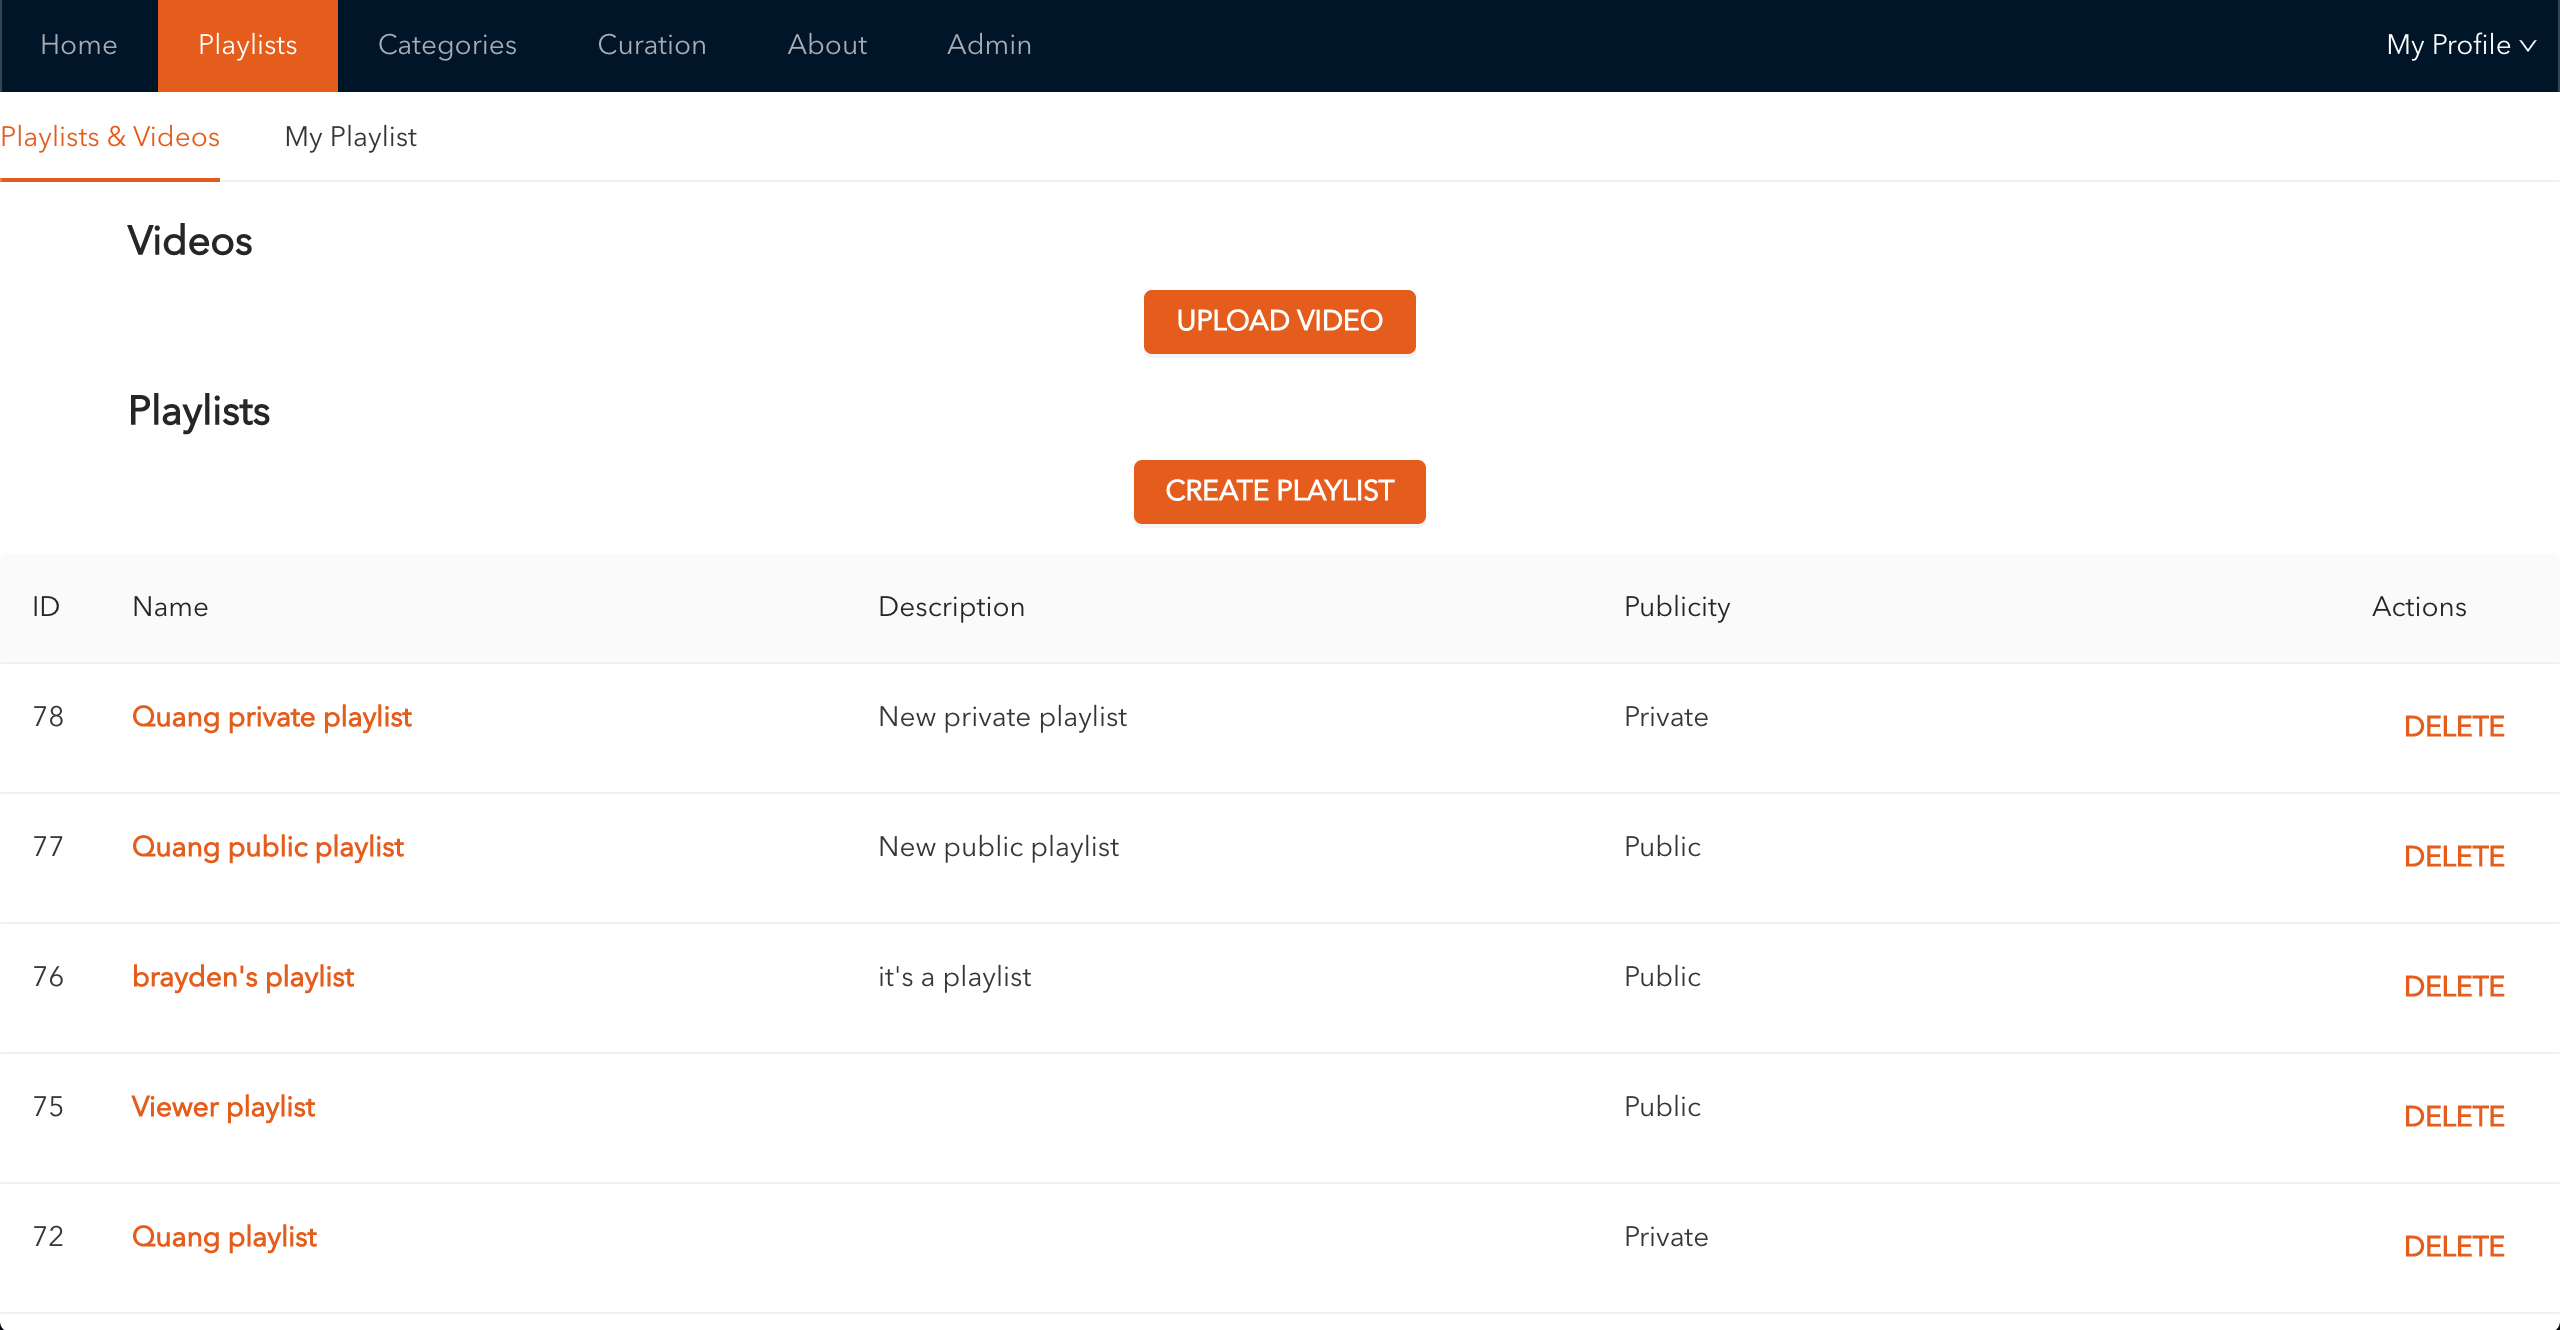 Home Playlists Categories Curation About Admin My Profile
Playlists & Videos My Playlist
Videos
UPLOAD VIDEO
Playlists
CREATE PLAYLIST
ID Name Description Publicity Actions
78 Quang private playlist New private playlist Private DELETE
77 Quang public playlist New public playlist Public DELETE
76 brayden's playlist it's a playlist Public DELETE
75 Viewer playlist Public DELETE
72 Quang playlist Private DELETE